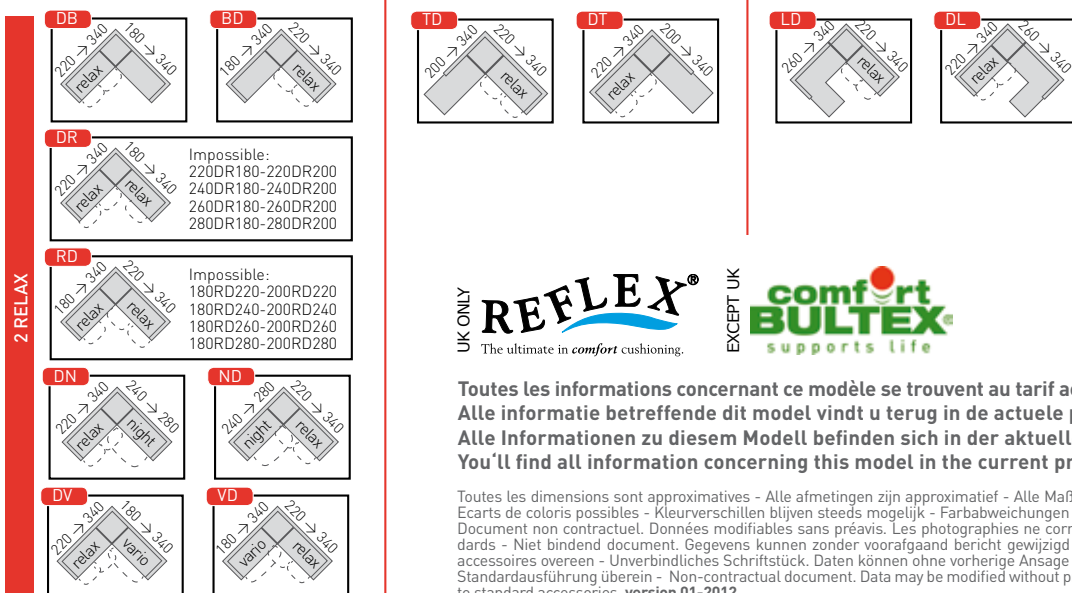 2 RELAX
DB
220 → 340
180 → 340
relax
BD
180 → 340
220 → 340
relax
DR
220 → 340
180 → 340
relax
relax
Impossible:
220DR180-220DR200
240DR180-240DR200
260DR180-260DR200
280DR180-280DR200
RD
180 → 340
220 → 340
relax
relax
Impossible:
180RD220-200RD220
180RD240-200RD240
180RD260-200RD260
180RD280-200RD280
DN
220 → 340
240 → 280
relax
night
ND
240 → 280
220 → 340
night
relax
DV
220 → 340
180 → 340
relax
vario
VD
180 → 340
220 → 340
vario
relax
TD
200 → 340
220 → 340
relax
DT
220 → 340
200 → 340
relax
LD
260 → 340
220 → 340
relax
DL
220 → 340
260 → 340
relax
UK ONLY
REFLEX®
The ultimate in comfort cushioning.
EXCEPT UK
comfort
BULTEX®
supports life
Toutes les informations concernant ce modèle se trouvent au tarif
Alle informatie betreffende dit model vindt u terug in de actuele
Alle Informationen zu diesem Modell befinden sich in der
You'll find all information concerning this model in the current
Toutes les dimensions sont approximatives - Alle afmetingen zijn approximatief - Alle
Ecarts de coloris possibles - Kleurverschillen blijven steeds mogelijk - Farbabweichungen
Document non contractuel. Données modifiables sans préavis. Les photographies ne
dards - Niet bindend document. Gegevens kunnen zonder voorafgaand bericht gewijzigd
accessoires overeen - Unverbindliches Schriftstück. Daten können ohne vorherige Ansage
Standardausführung überein - Non-contractual document. Data may be modified without
to standard accessories. version 01-2012